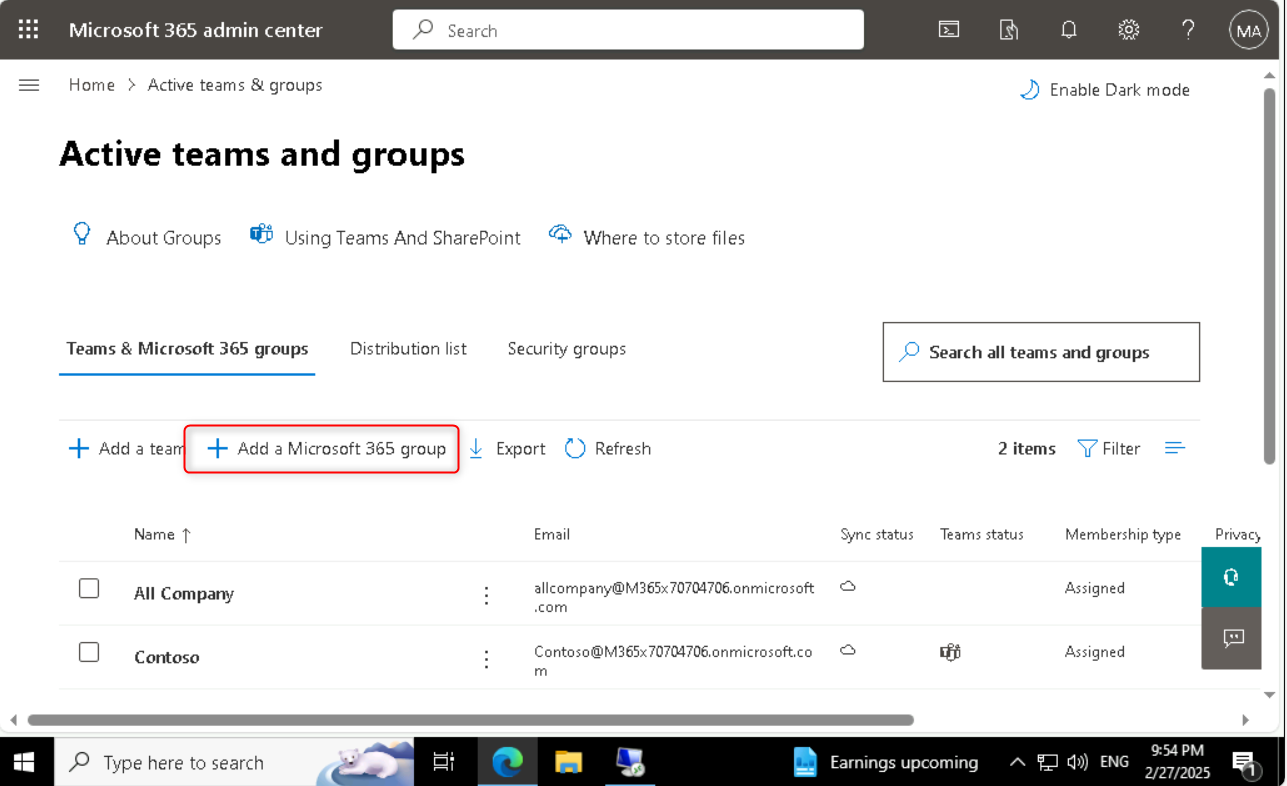 Microsoft 365 admin center
Search
MA
Home > Active teams & groups
Enable Dark mode
Active teams and groups
About Groups
Using Teams And SharePoint
Where to store files
Teams & Microsoft 365 groups
Distribution list
Security groups
Search all teams and groups
Add a team
Add a Microsoft 365 group
Export
Refresh
2 items
Filter
Name ↑
Email
Sync status
Teams status
Membership type
Privacy
All Company
allcompany@M365x70704706.onmicrosoft
.com
Assigned
Contoso
Contoso@M365x70704706.onmicrosoft.co
m
Assigned
Type here to search
Earnings upcoming
ENG
9:54 PM
2/27/2025
1